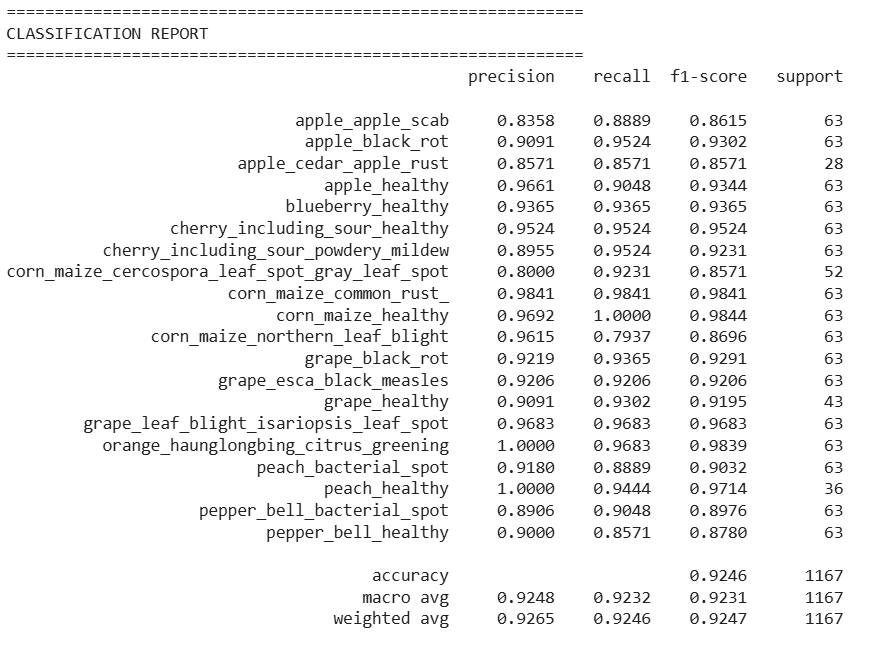 ============================================================
CLASSIFICATION REPORT
============================================================
precision recall f1-score support
apple_apple_scab 0.8358 0.8889 0.8615 63
apple_black_rot 0.9091 0.9524 0.9302 63
apple_cedar_apple_rust 0.8571 0.8571 0.8571 28
apple_healthy 0.9661 0.9048 0.9344 63
blueberry_healthy 0.9365 0.9365 0.9365 63
cherry_including_sour_healthy 0.9524 0.9524 0.9524 63
cherry_including_sour_powdery_mildew 0.8955 0.9524 0.9231 63
corn_maize_cercospora_leaf_spot_gray_leaf_spot 0.8000 0.9231 0.8571 52
corn_maize_common_rust_ 0.9841 0.9841 0.9841 63
corn_maize_healthy 0.9692 1.0000 0.9844 63
corn_maize_northern_leaf_blight 0.9615 0.7937 0.8696 63
grape_black_rot 0.9219 0.9365 0.9291 63
grape_esca_black_measles 0.9206 0.9206 0.9206 63
grape_healthy 0.9091 0.9302 0.9195 43
grape_leaf_blight_isariopsis_leaf_spot 0.9683 0.9683 0.9683 63
orange_haunglongbing_citrus_greening 1.0000 0.9683 0.9839 63
peach_bacterial_spot 0.9180 0.8889 0.9032 63
peach_healthy 1.0000 0.9444 0.9714 36
pepper_bell_bacterial_spot 0.8906 0.9048 0.8976 63
pepper_bell_healthy 0.9000 0.8571 0.8780 63
accuracy 0.9246 1167
macro avg 0.9248 0.9232 0.9231 1167
weighted avg 0.9265 0.9246 0.9247 1167